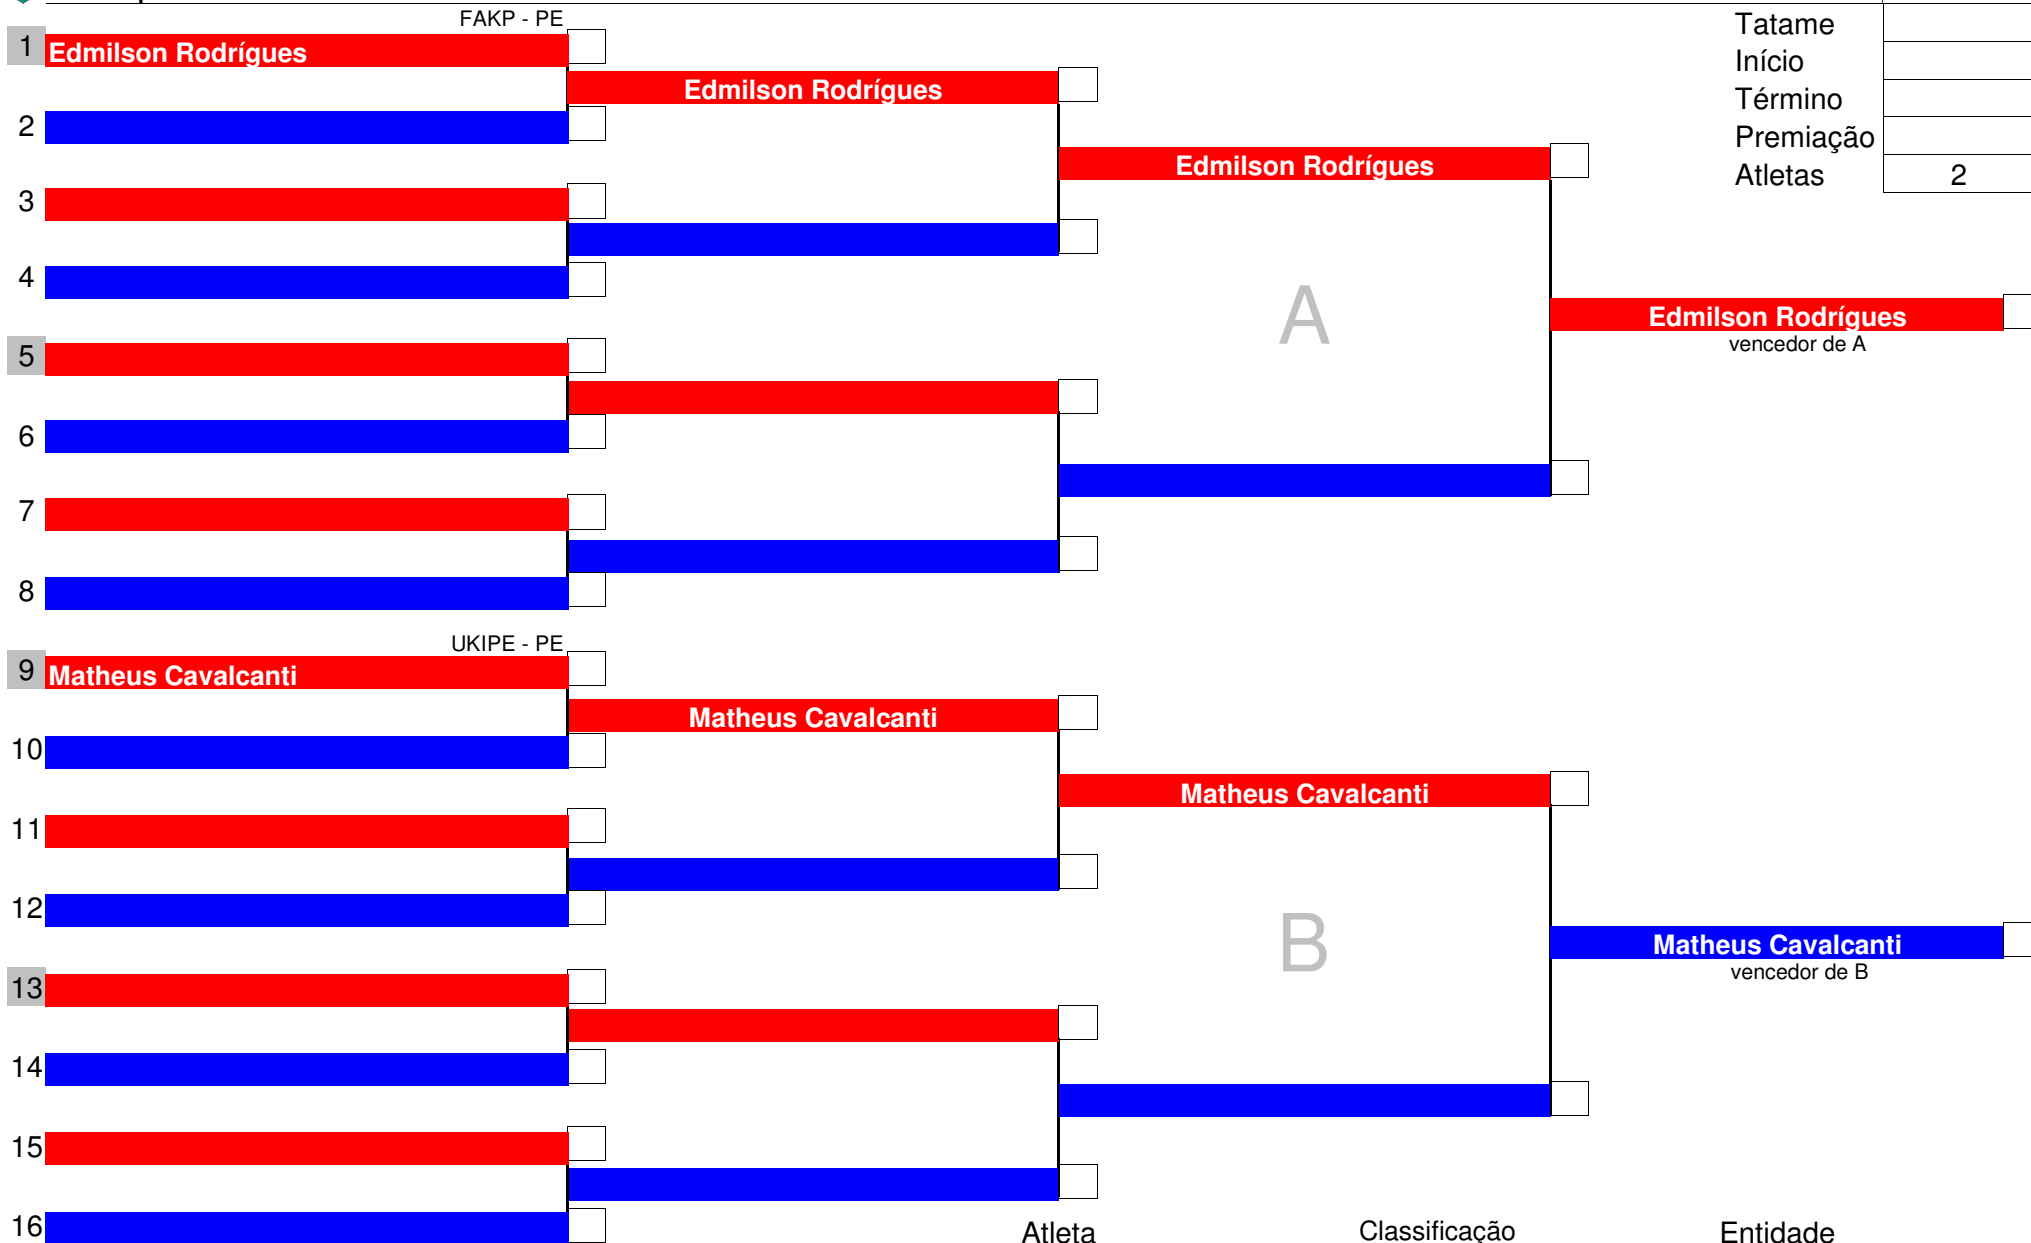 FAKP - PE
1 Edmilson Rodrígues
Edmilson Rodrígues
2
Edmilson Rodrígues
3
4
Edmilson Rodrígues
vencedor de A
A
5
6
7
8
UKIPE - PE
9 Matheus Cavalcanti
Matheus Cavalcanti
10
Matheus Cavalcanti
11
12
Matheus Cavalcanti
vencedor de B
B
13
14
15
16
Tatame
Início
Término
Premiação
Atletas 2
Atleta Classificação Entidade